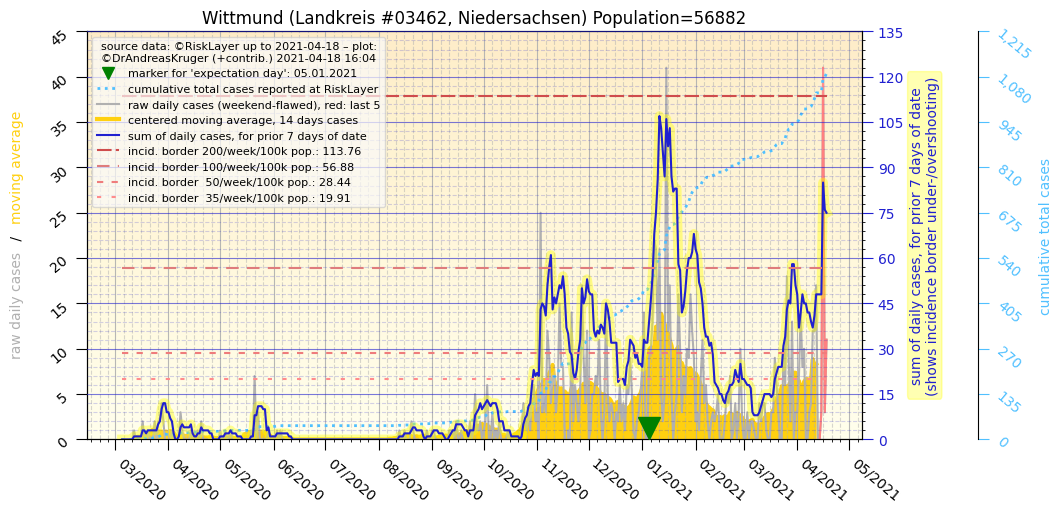 Wittmund (Landkreis #03462, Niedersachsen) Population=56882
source data: ©RiskLayer up to 2021-04-18 – plot:
©DrAndreasKruger (+contrib.) 2021-04-18 16:04
marker for 'expectation day': 05.01.2021
cumulative total cases reported at RiskLayer
raw daily cases (weekend-flawed), red: last 5
centered moving average, 14 days cases
sum of daily cases, for prior 7 days of date
incid. border 200/week/100k pop.: 113.76
incid. border 100/week/100k pop.: 56.88
incid. border  50/week/100k pop.: 28.44
incid. border  35/week/100k pop.: 19.91
raw daily cases / moving average
45
40
35
30
25
20
15
10
5
0
03/2020
04/2020
05/2020
06/2020
07/2020
08/2020
09/2020
10/2020
11/2020
12/2020
01/2021
02/2021
03/2021
04/2021
05/2021
135
120
105
90
75
60
45
30
15
0
sum of daily cases, for prior 7 days of date
(shows incidence border under-/overshooting)
1,215
1,080
945
810
675
540
405
270
135
0
cumulative total cases